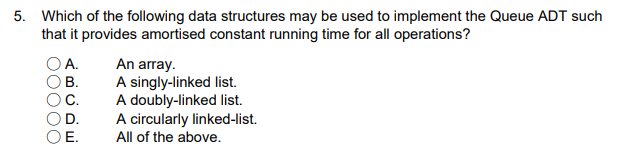 5. Which of the following data structures may be used to implement the Queue ADT such
that it provides amortised constant running time for all operations?
A. An array.
B. A singly-linked list.
C. A doubly-linked list.
D. A circularly linked-list.
E. All of the above.